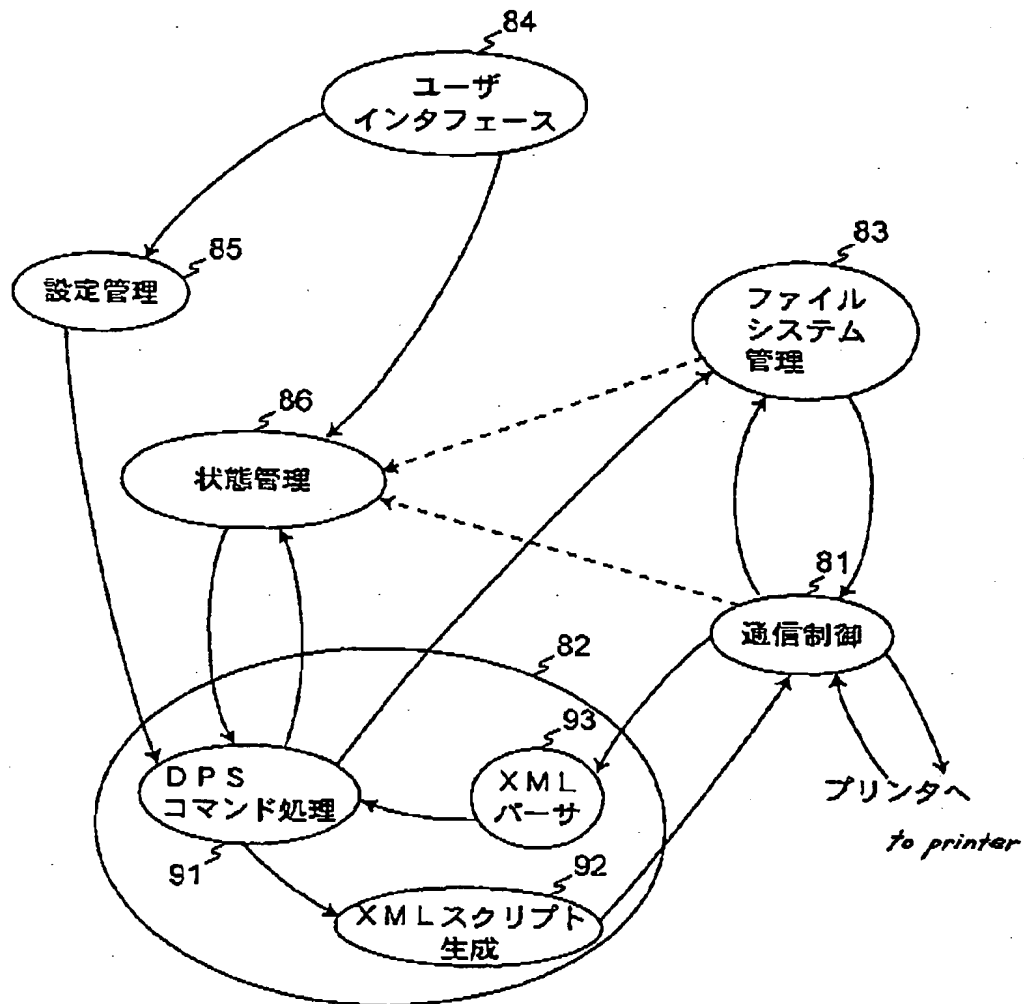 84
ユーザ
インタフェース
85
設定管理
83
ファイル
システム
管理
86
状態管理
81
通信制御
82
93
XML
パーサ
DPS
コマンド処理
91
92
XMLスクリプト
生成
プリンタへ
to printer